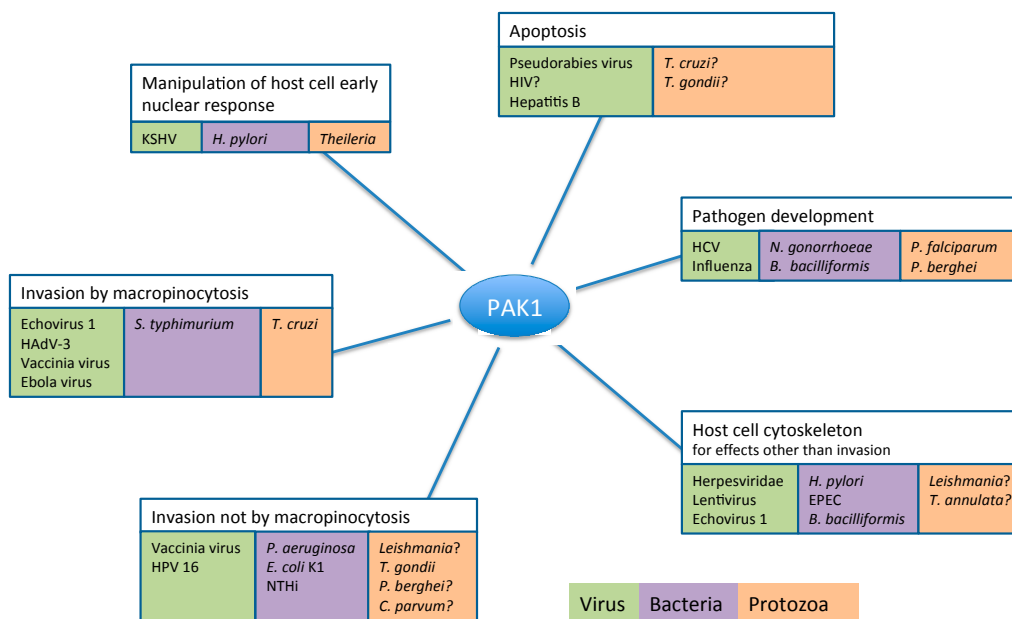 Apoptosis
Pseudorabies virus
HIV?
Hepatitis B
T. cruzi?
T. gondii?
Manipulation of host cell early
nuclear response
KSHV
H. pylori
Theileria
Pathogen development
HCV
Influenza
N. gonorrhoeae
B. bacilliformis
P. falciparum
P. berghei
PAK1
Invasion by macropinocytosis
Echovirus 1
HAdV-3
Vaccinia virus
Ebola virus
S. typhimurium
T. cruzi
Host cell cytoskeleton
for effects other than invasion
Herpesviridae
Lentivirus
Echovirus 1
H. pylori
EPEC
B. bacilliformis
Leishmania?
T. annulata?
Invasion not by macropinocytosis
Vaccinia virus
HPV 16
P. aeruginosa
E. coli K1
NTHi
Leishmania?
T. gondii
P. berghei?
C. parvum?
Virus
Bacteria
Protozoa